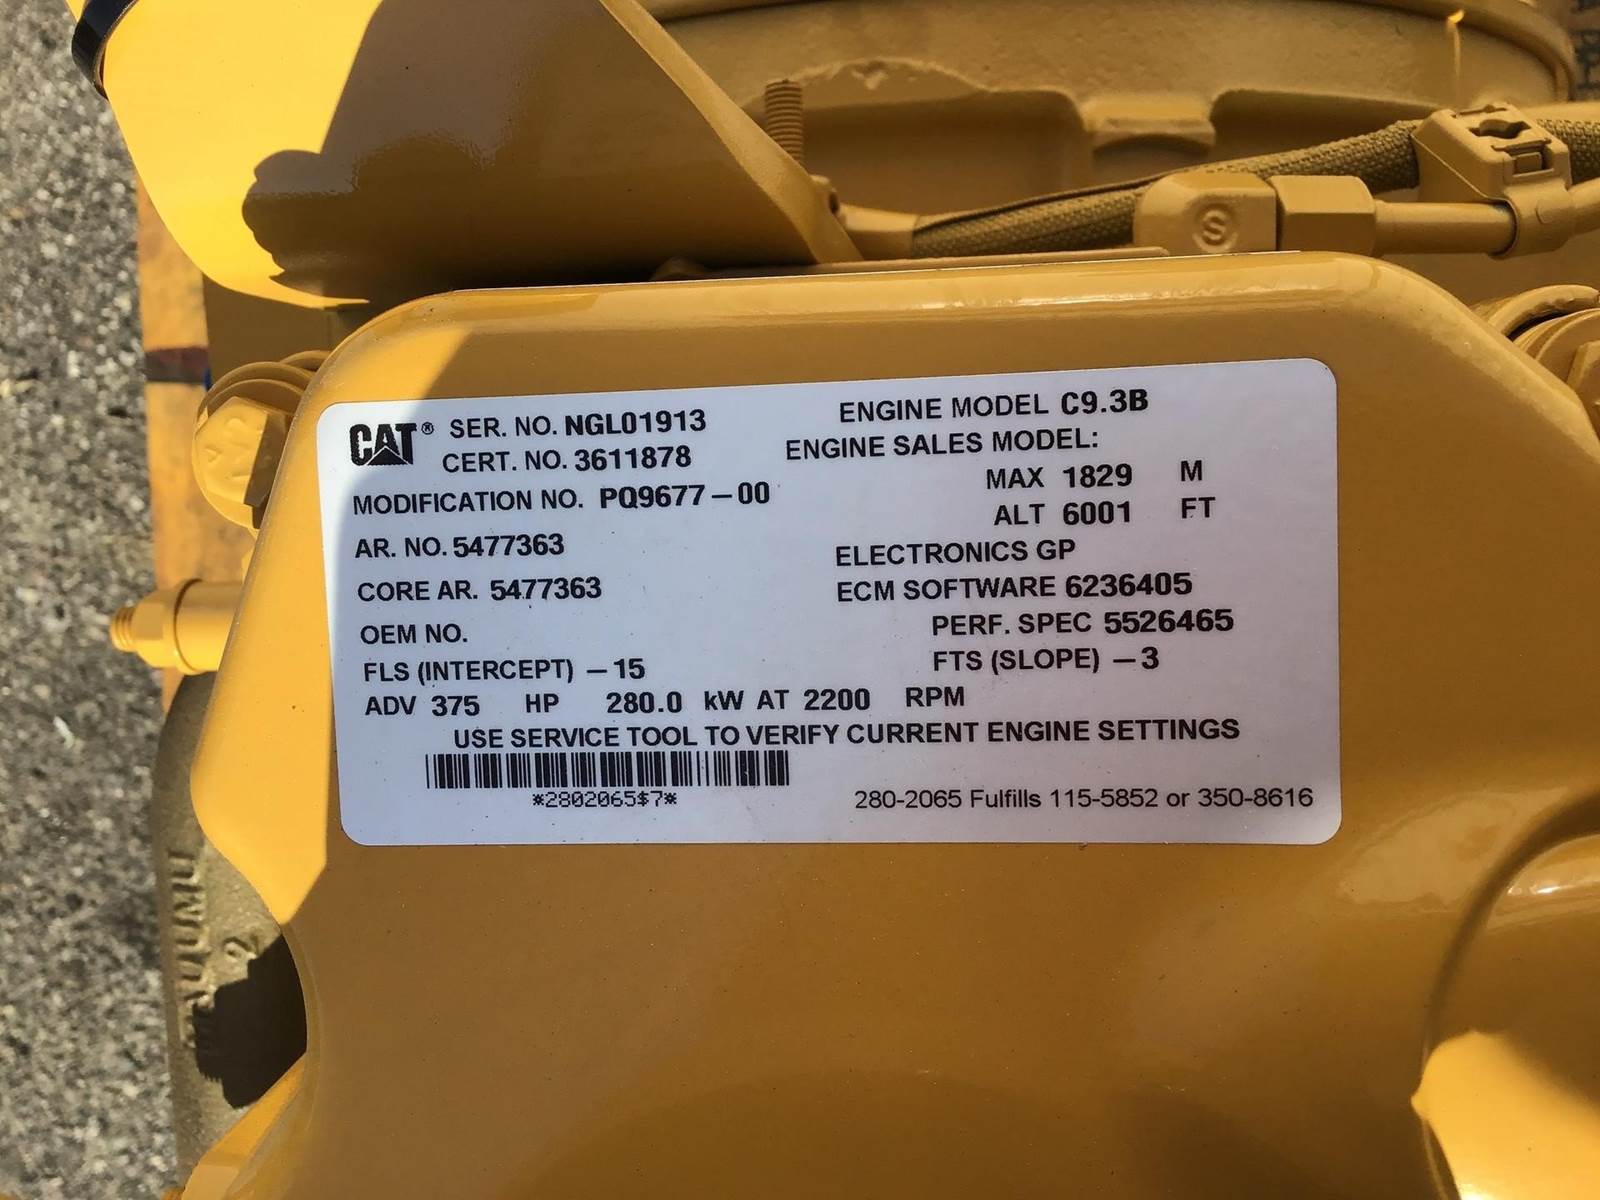 S
CAT® SER. NO. NGL01913 ENGINE MODEL C9.3B
CERT. NO. 3611878 ENGINE SALES MODEL:
MODIFICATION NO. PQ9677-00 MAX 1829 M
ALT 6001 FT
AR. NO. 5477363 ELECTRONICS GP
CORE AR. 5477363 ECM SOFTWARE 6236405
OEM NO. PERF. SPEC 5526465
FLS (INTERCEPT) -15 FTS (SLOPE) -3
ADV 375 HP 280.0 kW AT 2200 RPM
USE SERVICE TOOL TO VERIFY CURRENT ENGINE SETTINGS
*2802065$7* 280-2065 Fulfills 115-5852 or 350-8616